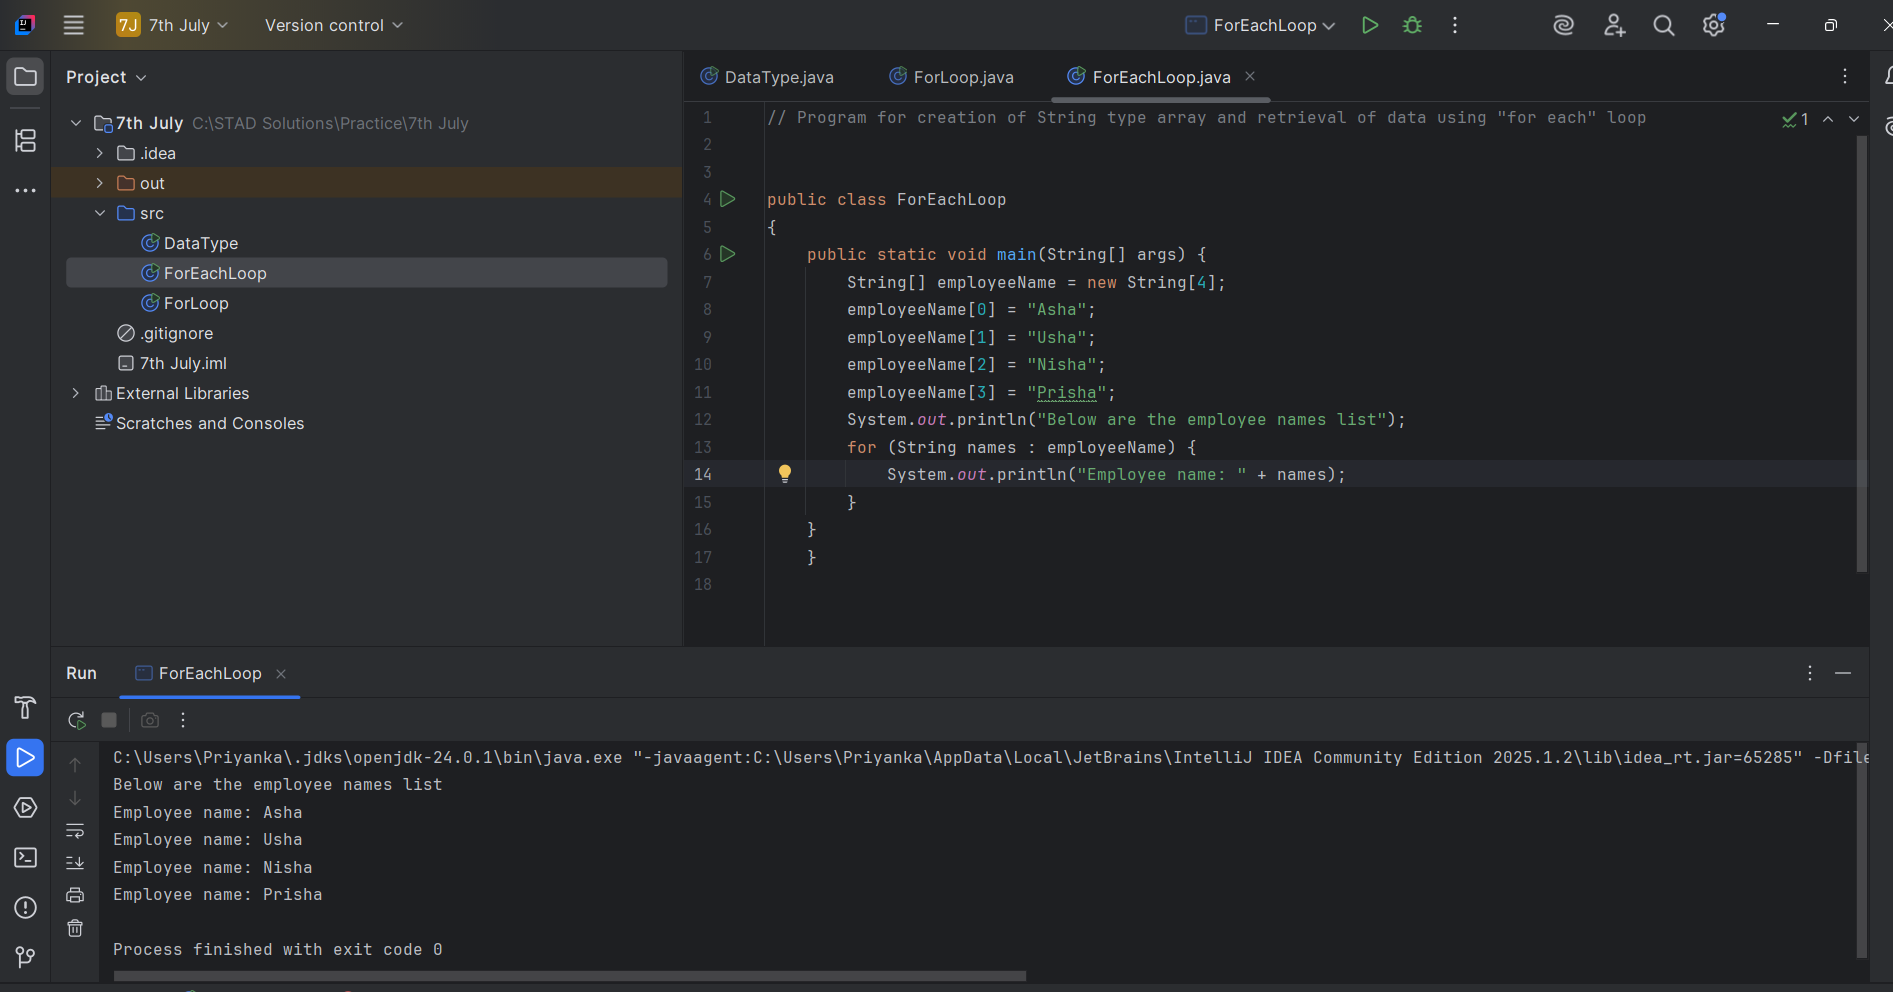 7J 7th July Version control ForEachLoop
Project
7th July C:\STAD Solutions\Practice\7th July
.idea
out
src
DataType
ForEachLoop
ForLoop
.gitignore
7th July.iml
External Libraries
Scratches and Consoles
DataType.java ForLoop.java ForEachLoop.java
1 // Program for creation of String type array and retrieval of data using "for each" loop 1
2
3
4 public class ForEachLoop
5 {
6 public static void main(String[] args) {
7 String[] employeeName = new String[4];
8 employeeName[0] = "Asha";
9 employeeName[1] = "Usha";
10 employeeName[2] = "Nisha";
11 employeeName[3] = "Prisha";
12 System.out.println("Below are the employee names list");
13 for (String names : employeeName) {
14 System.out.println("Employee name: " + names);
15 }
16 }
17 }
18
Run ForEachLoop
C:\Users\Priyanka\.jdks\openjdk-24.0.1\bin\java.exe "-javaagent:C:\Users\Priyanka\AppData\Local\JetBrains\IntelliJ IDEA Community Edition 2025.1.2\lib\idea_rt.jar=65285" -Dfile
Below are the employee names list
Employee name: Asha
Employee name: Usha
Employee name: Nisha
Employee name: Prisha
Process finished with exit code 0